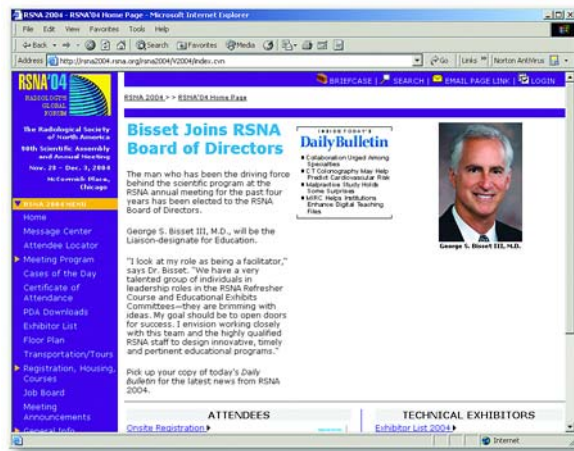 RSNA 2004 - RSNA'04 Home Page - Microsoft Internet Explorer
File Edit View Favorites Tools Help
Back Search Favorites Media
Address http://rsna2004.rsna.org/rsna2004/V2004/index.cvn Go Links Norton AntiVirus
RSNA'04
RADIOLOGY'S
GLOBAL
FORUM
BRIEFCASE | SEARCH | EMAIL PAGE LINK | LOGIN
RSNA 2004 > > RSNA'04 Home Page
The Radiological Society
of North America
90th Scientific Assembly
and Annual Meeting
Nov. 28 - Dec. 3, 2004
McCormick Place,
Chicago
RSNA 2004 MENU
Home
Message Center
Attendee Locator
Meeting Program
Cases of the Day
Certificate of
Attendance
PDA Downloads
Exhibitor List
Floor Plan
Transportation/Tours
Registration, Housing,
Courses
Job Board
Meeting
Announcements
General Info
Bisset Joins RSNA
Board of Directors
The man who has been the driving force
behind the scientific program at the
RSNA annual meeting for the past four
years has been elected to the RSNA
Board of Directors.
George S. Bisset III, M.D., will be the
Liaison-designate for Education.
"I look at my role as being a facilitator,"
says Dr. Bisset. "We have a very
talented group of individuals in
leadership roles in the RSNA Refresher
Course and Educational Exhibits
Committees—they are brimming with
ideas. My goal should be to open doors
for success. I envision working closely
with this team and the highly qualified
RSNA staff to design innovative, timely
and pertinent educational programs."
Pick up your copy of today's Daily
Bulletin for the latest news from RSNA
2004.
INSIDE TODAY'S
Daily Bulletin
Collaboration Urged Among
Specialties
CT Colonography May Help
Predict Cardiovascular Risk
Malpractice Study Holds
Some Surprises
MIRC Helps Institutions
Enhance Digital Teaching
Files
George S. Bisset III, M.D.
ATTENDEES
Onsite Registration
TECHNICAL EXHIBITORS
Exhibitor List 2004
Internet